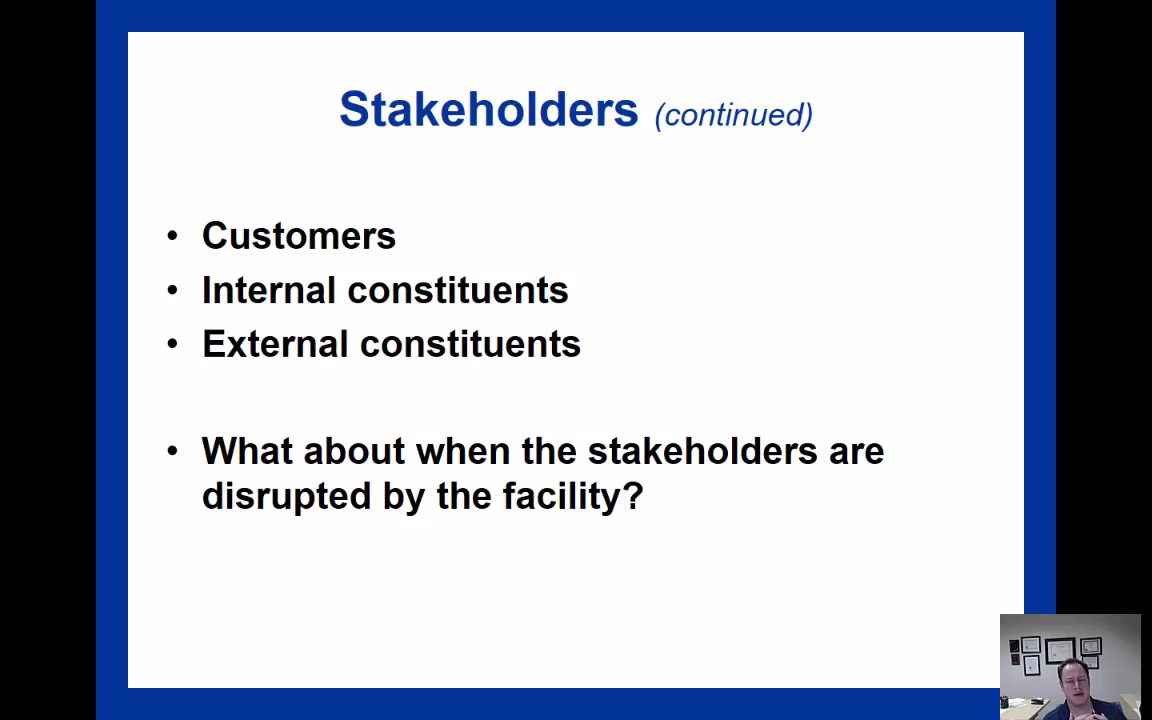 Stakeholders (continued)
• Customers
• Internal constituents
• External constituents
• What about when the stakeholders are
disrupted by the facility?